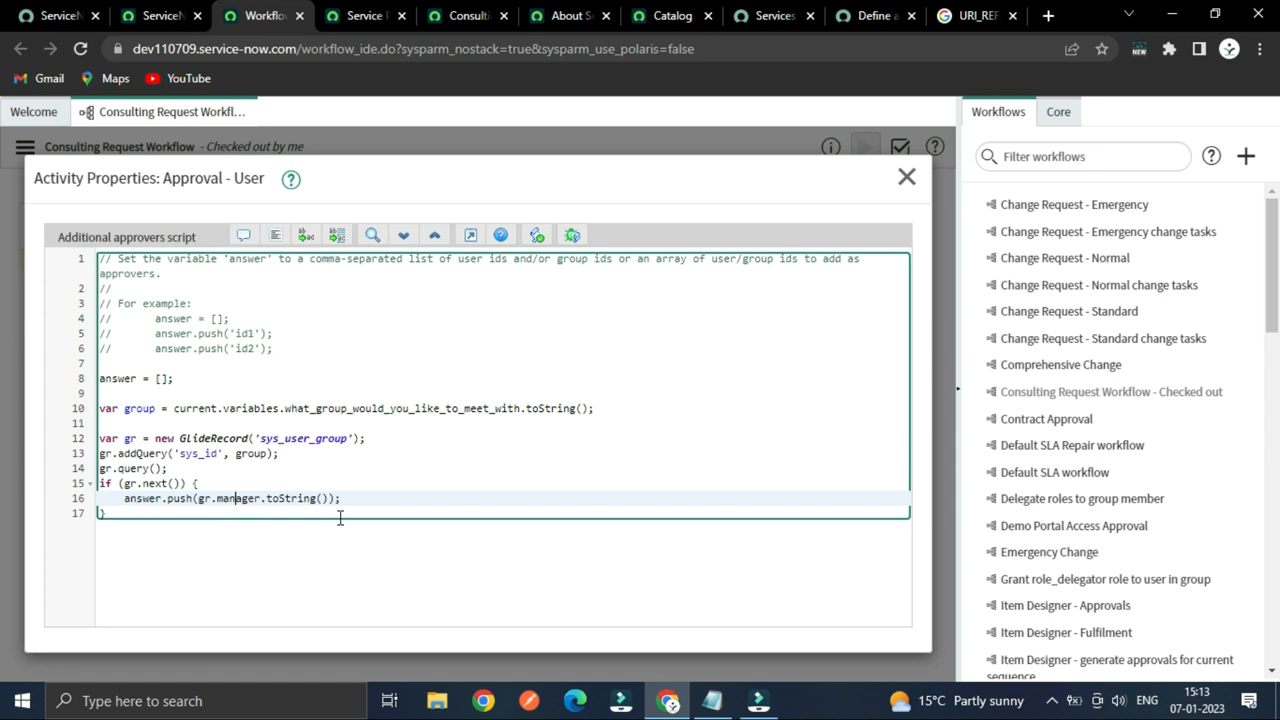 ServiceN
ServiceN
Workflo
Service P
Consulti
About Se
Catalog
Services
Define a
URI_REF
dev110709.service-now.com/workflow_ide.do?sysparm_nostack=true&sysparm_use_polaris=false
NEW
Gmail
Maps
YouTube
Welcome
Consulting Request Workfl...
Workflows
Core
Consulting Request Workflow - Checked out by me
Filter workflows
Activity Properties: Approval - User
Additional approvers script
1 // Set the variable 'answer' to a comma-separated list of user ids and/or group ids or an array of user/group ids to add as
approvers.
2 //
3 // For example:
4 // answer = [];
5 // answer.push('id1');
6 // answer.push('id2');
7
8 answer = [];
9
10 var group = current.variables.what_group_would_you_like_to_meet_with.toString();
11
12 var gr = new GlideRecord('sys_user_group');
13 gr.addQuery('sys_id', group);
14 gr.query();
15 if (gr.next()) {
16 answer.push(gr.manager.toString());
17 }
Change Request - Emergency
Change Request - Emergency change tasks
Change Request - Normal
Change Request - Normal change tasks
Change Request - Standard
Change Request - Standard change tasks
Comprehensive Change
Consulting Request Workflow - Checked out
Contract Approval
Default SLA Repair workflow
Default SLA workflow
Delegate roles to group member
Demo Portal Access Approval
Emergency Change
Grant role_delegator role to user in group
Item Designer - Approvals
Item Designer - Fulfilment
Item Designer - generate approvals for current
sequence
Type here to search
15°C Partly sunny
ENG
15:13
07-01-2023